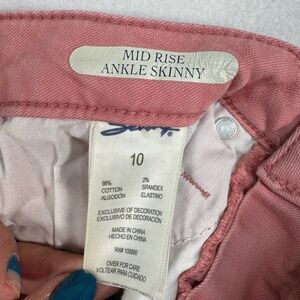 MID RISE
ANKLE SKINNY
10
98% 2%
COTTON SPANDEX
ALGODÓN ELASTINO
EXCLUSIVE OF DECORATION
EXCLUSIVO DE DECORACIÓN
MADE IN CHINA
HECHO EN CHINA
OVER FOR CARE
VOLTEAR PARA CUIDADO